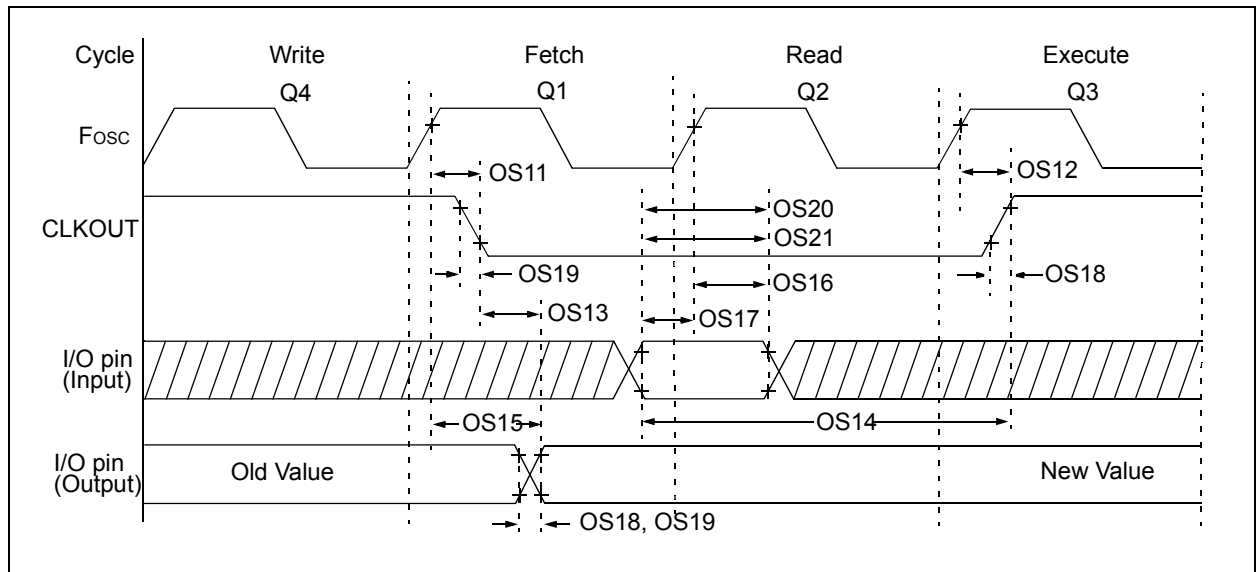 Cycle Write Fetch Read Execute
Q4 Q1 Q2 Q3
Fosc
OS11 OS12
CLKOUT
OS20
OS21
OS19 OS16 OS18
OS13 OS17
I/O pin
(Input)
OS15 OS14
I/O pin
(Output)
Old Value New Value
OS18, OS19